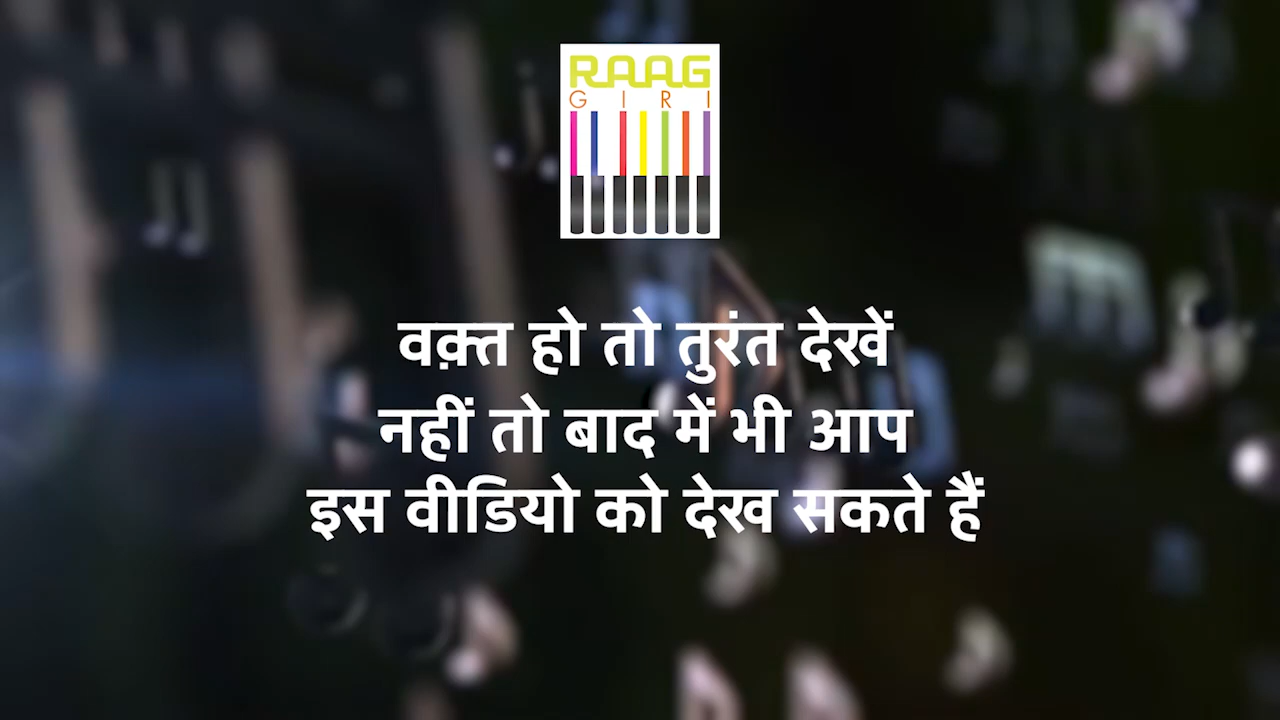 RAAG
GIRI
वक़्त हो तो तुरंत देखें
नहीं तो बाद में भी आप
इस वीडियो को देख सकते हैं